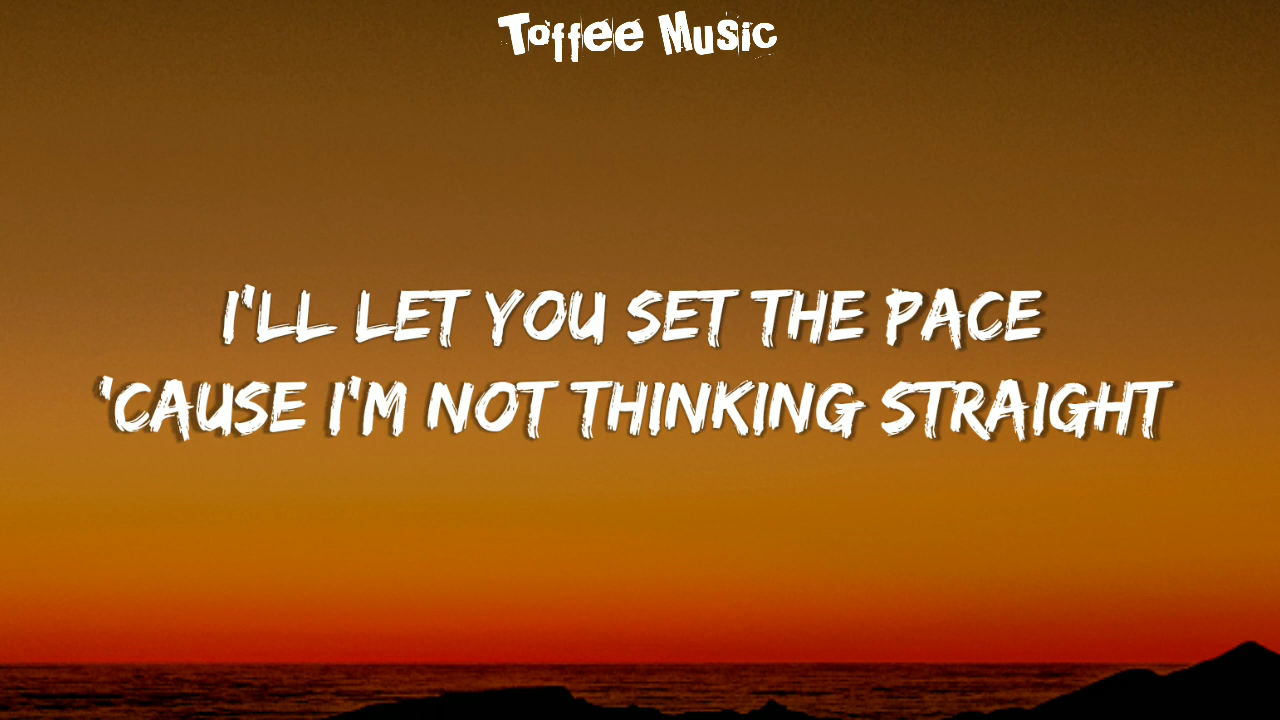 Toffee Music
I'LL LET YOU SET THE PACE
'CAUSE I'M NOT THINKING STRAIGHT